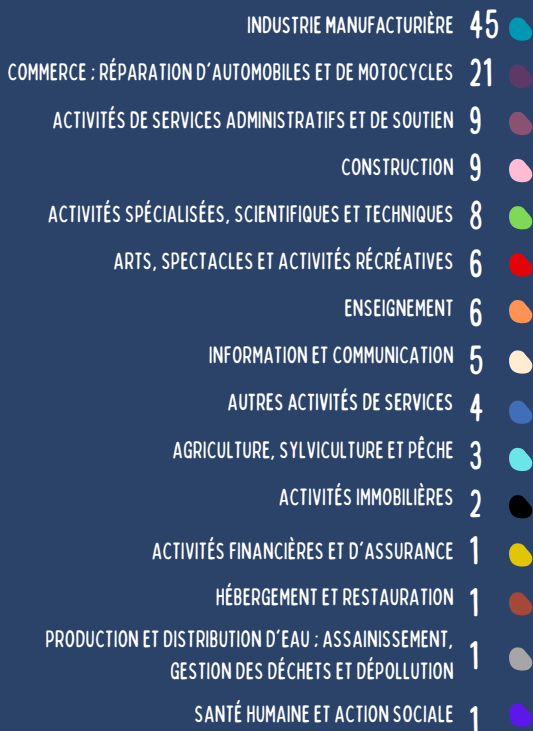 INDUSTRIE MANUFACTURIÈRE 45
COMMERCE ; RÉPARATION D'AUTOMOBILES ET DE MOTOCYCLES 21
ACTIVITÉS DE SERVICES ADMINISTRATIFS ET DE SOUTIEN 9
CONSTRUCTION 9
ACTIVITÉS SPÉCIALISÉES, SCIENTIFIQUES ET TECHNIQUES 8
ARTS, SPECTACLES ET ACTIVITÉS RÉCRÉATIVES 6
ENSEIGNEMENT 6
INFORMATION ET COMMUNICATION 5
AUTRES ACTIVITÉS DE SERVICES 4
AGRICULTURE, SYLVICULTURE ET PÊCHE 3
ACTIVITÉS IMMOBILIÈRES 2
ACTIVITÉS FINANCIÈRES ET D'ASSURANCE 1
HÉBERGEMENT ET RESTAURATION 1
PRODUCTION ET DISTRIBUTION D'EAU ; ASSAINISSEMENT,
GESTION DES DÉCHETS ET DÉPOLLUTION 1
SANTÉ HUMAINE ET ACTION SOCIALE 1